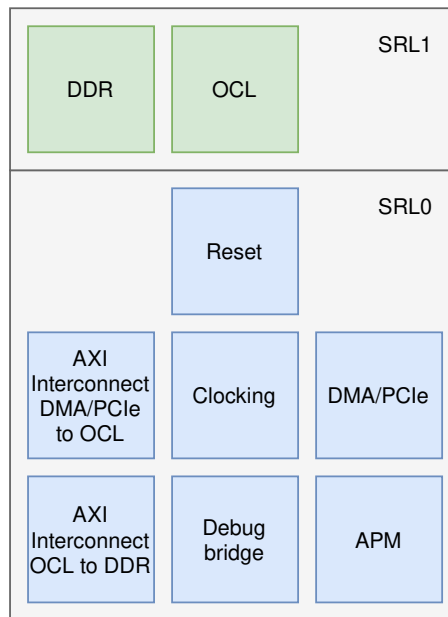 SRL1
DDR
OCL
SRL0
Reset
AXI
Interconnect
DMA/PCIe
to OCL
Clocking
DMA/PCIe
AXI
Interconnect
OCL to DDR
Debug
bridge
APM